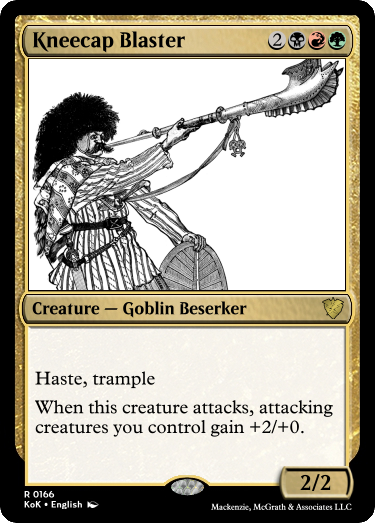 Kneecap Blaster 2
Creature — Goblin Beserker
Haste, trample
When this creature attacks, attacking
creatures you control gain +2/+0.
2/2
R 0166
KoK • English
Mackenzie, McGrath & Associates LLC